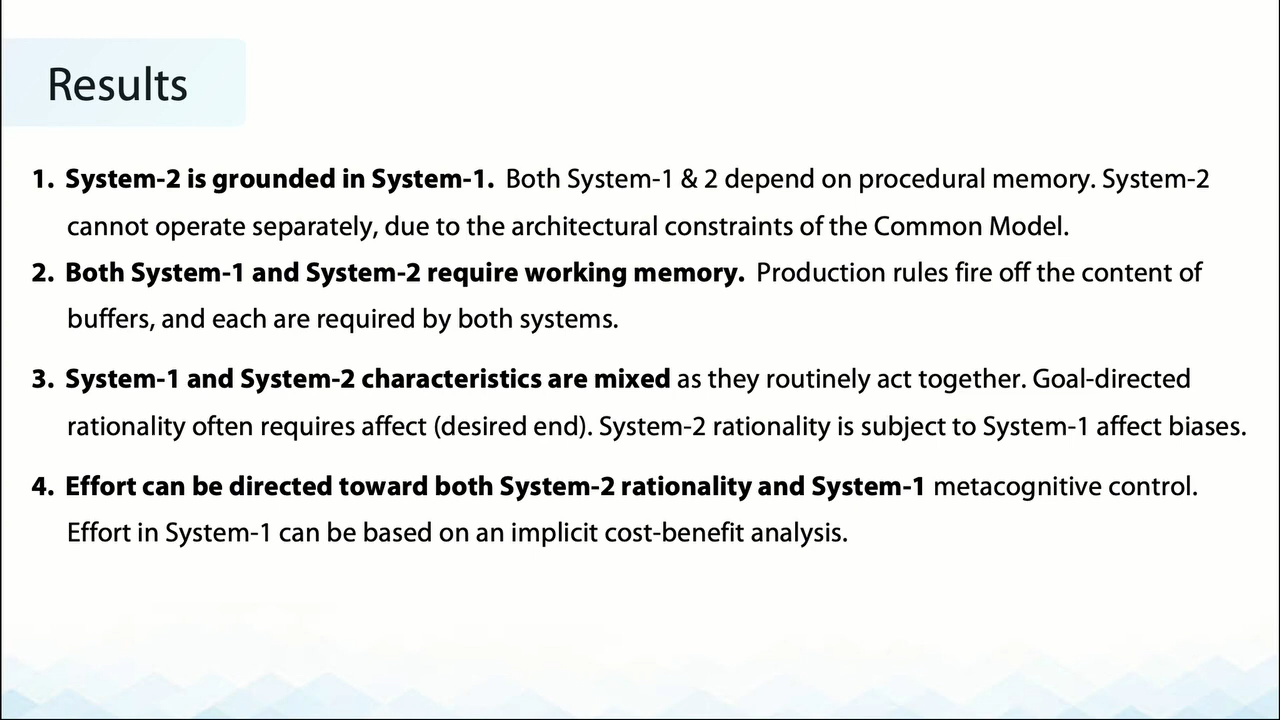 Results
1. System-2 is grounded in System-1. Both System-1 & 2 depend on procedural memory. System-2
cannot operate separately, due to the architectural constraints of the Common Model.
2. Both System-1 and System-2 require working memory. Production rules fire off the content of
buffers, and each are required by both systems.
3. System-1 and System-2 characteristics are mixed as they routinely act together. Goal-directed
rationality often requires affect (desired end). System-2 rationality is subject to System-1 affect biases.
4. Effort can be directed toward both System-2 rationality and System-1 metacognitive control.
Effort in System-1 can be based on an implicit cost-benefit analysis.